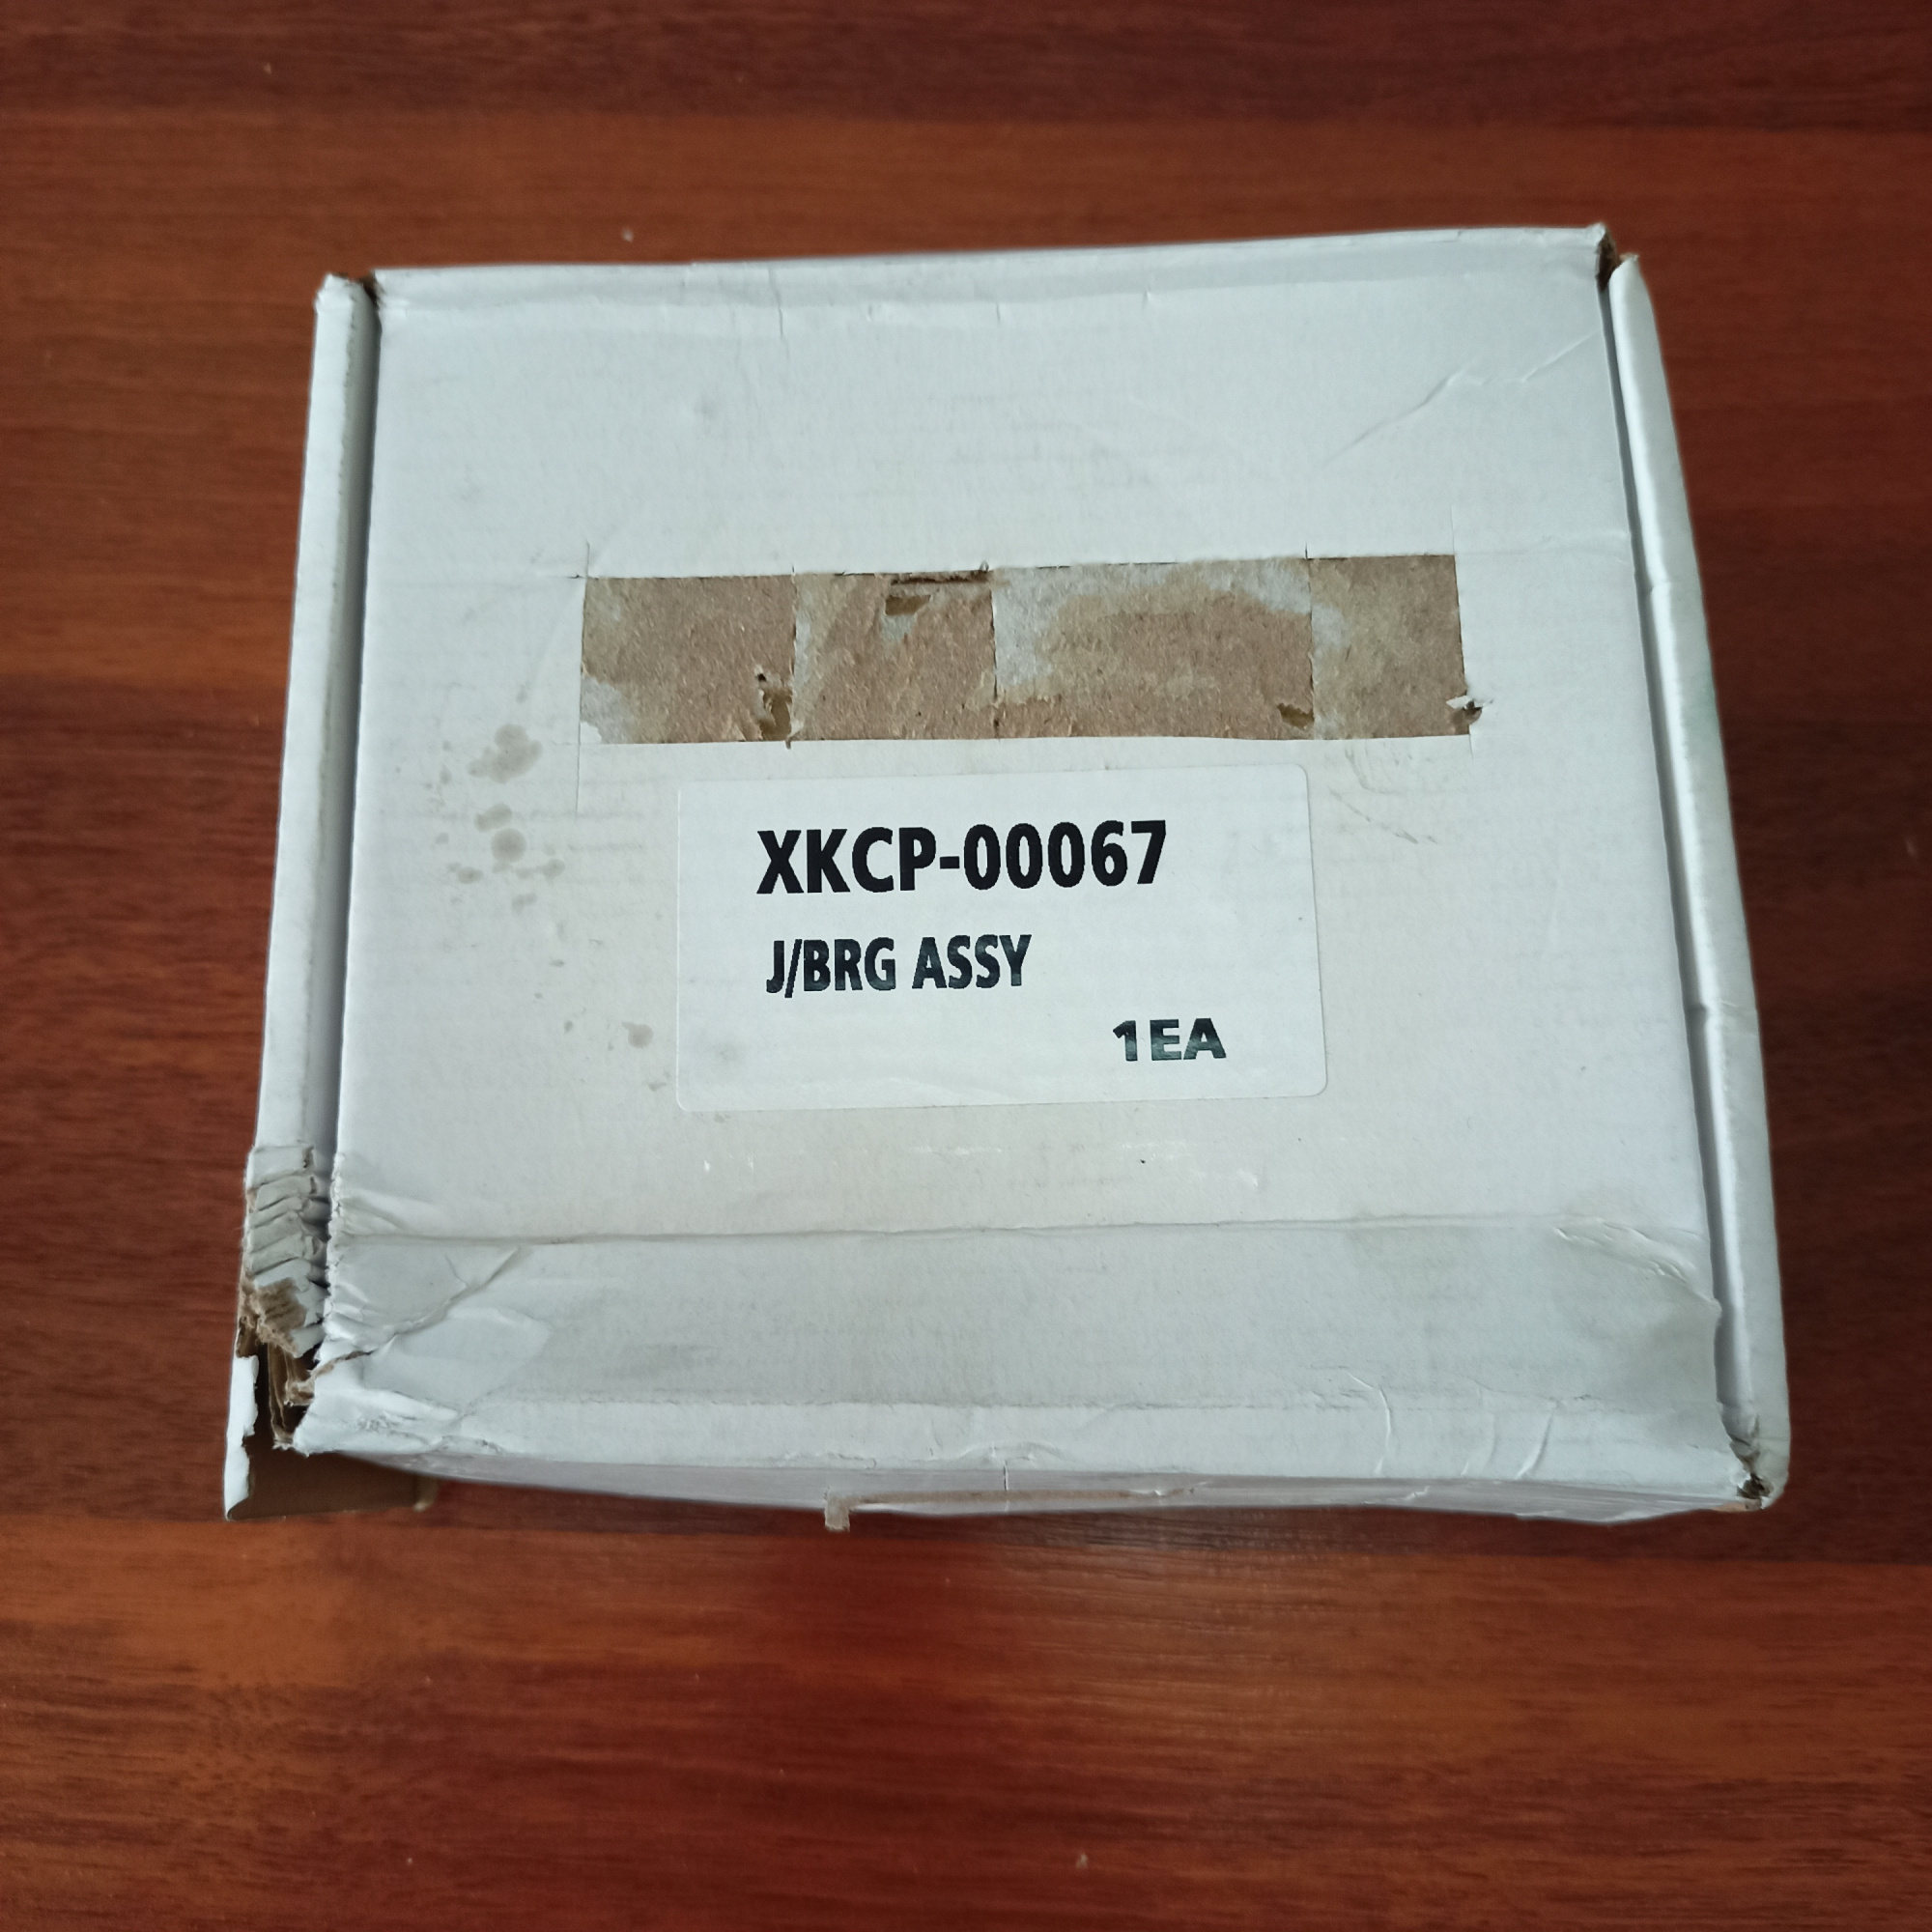 XKCP-00067
J/BRG ASSY
1EA